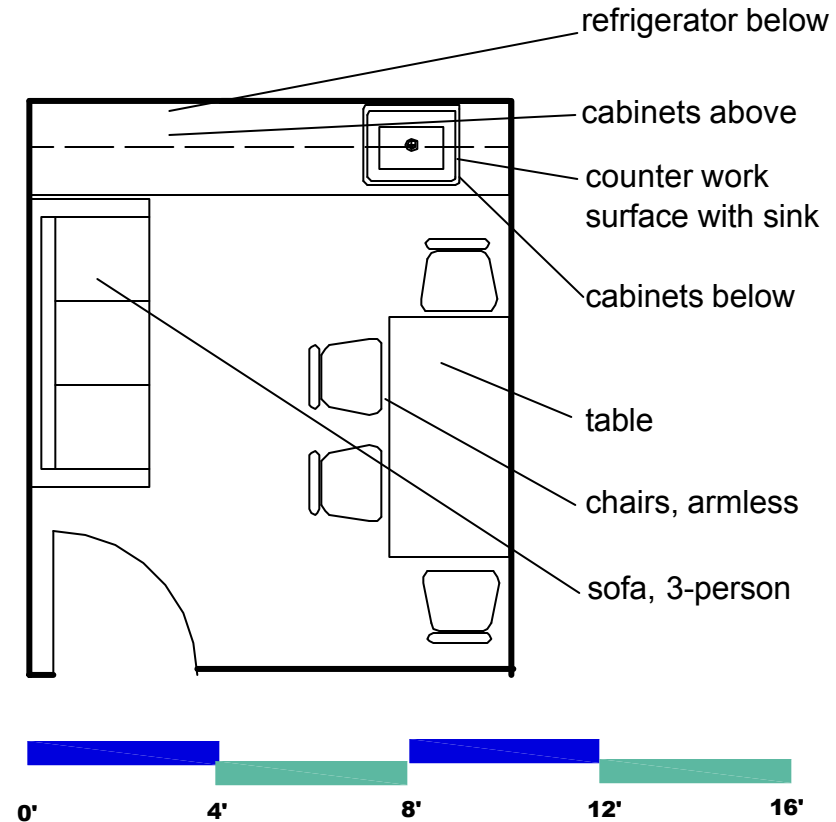 refrigerator below
cabinets above
counter work
surface with sink
cabinets below
table
chairs, armless
sofa, 3-person
0' 4' 8' 12' 16'